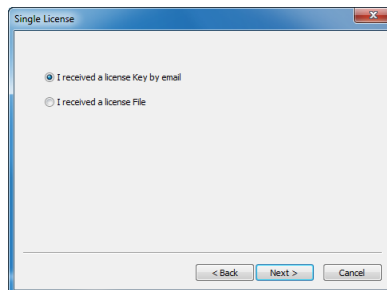 Single License
I received a license Key by email
I received a license File
< Back
Next >
Cancel